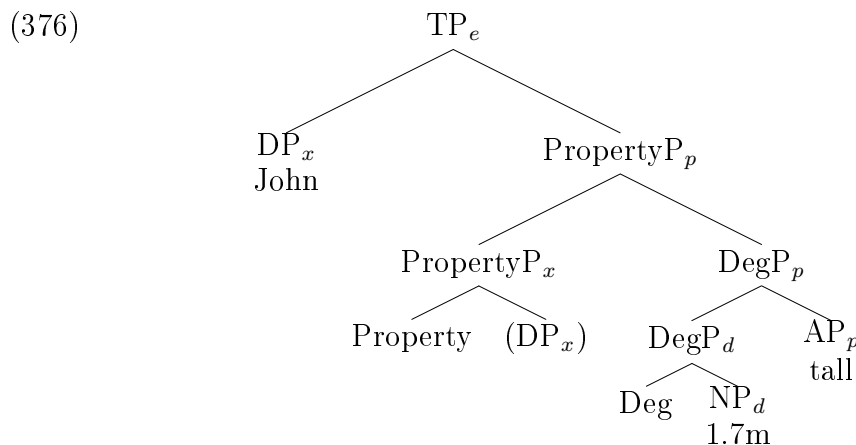 (376) TP_e
DP_x PropertyP_p
John
PropertyP_x DegP_p
Property (DP_x) DegP_d AP_p
tall
Deg NP_d
1.7m